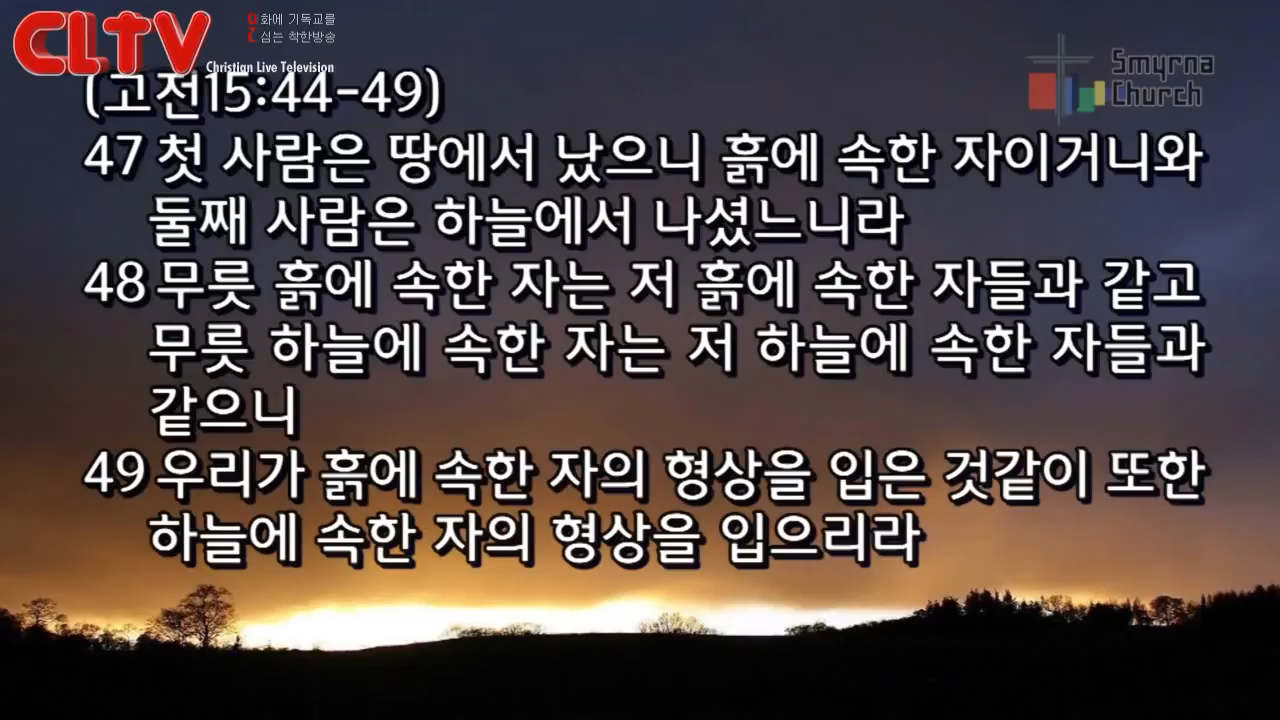 CLTV
문화에 기독교를
심는 착한방송
Christian Live Television
Smyrna
Church
(고전15:44-49)
47 첫 사람은 땅에서 났으니 흙에 속한 자이거니와
둘째 사람은 하늘에서 나셨느니라
48 무릇 흙에 속한 자는 저 흙에 속한 자들과 같고
무릇 하늘에 속한 자는 저 하늘에 속한 자들과
같으니
49 우리가 흙에 속한 자의 형상을 입은 것같이 또한
하늘에 속한 자의 형상을 입으리라